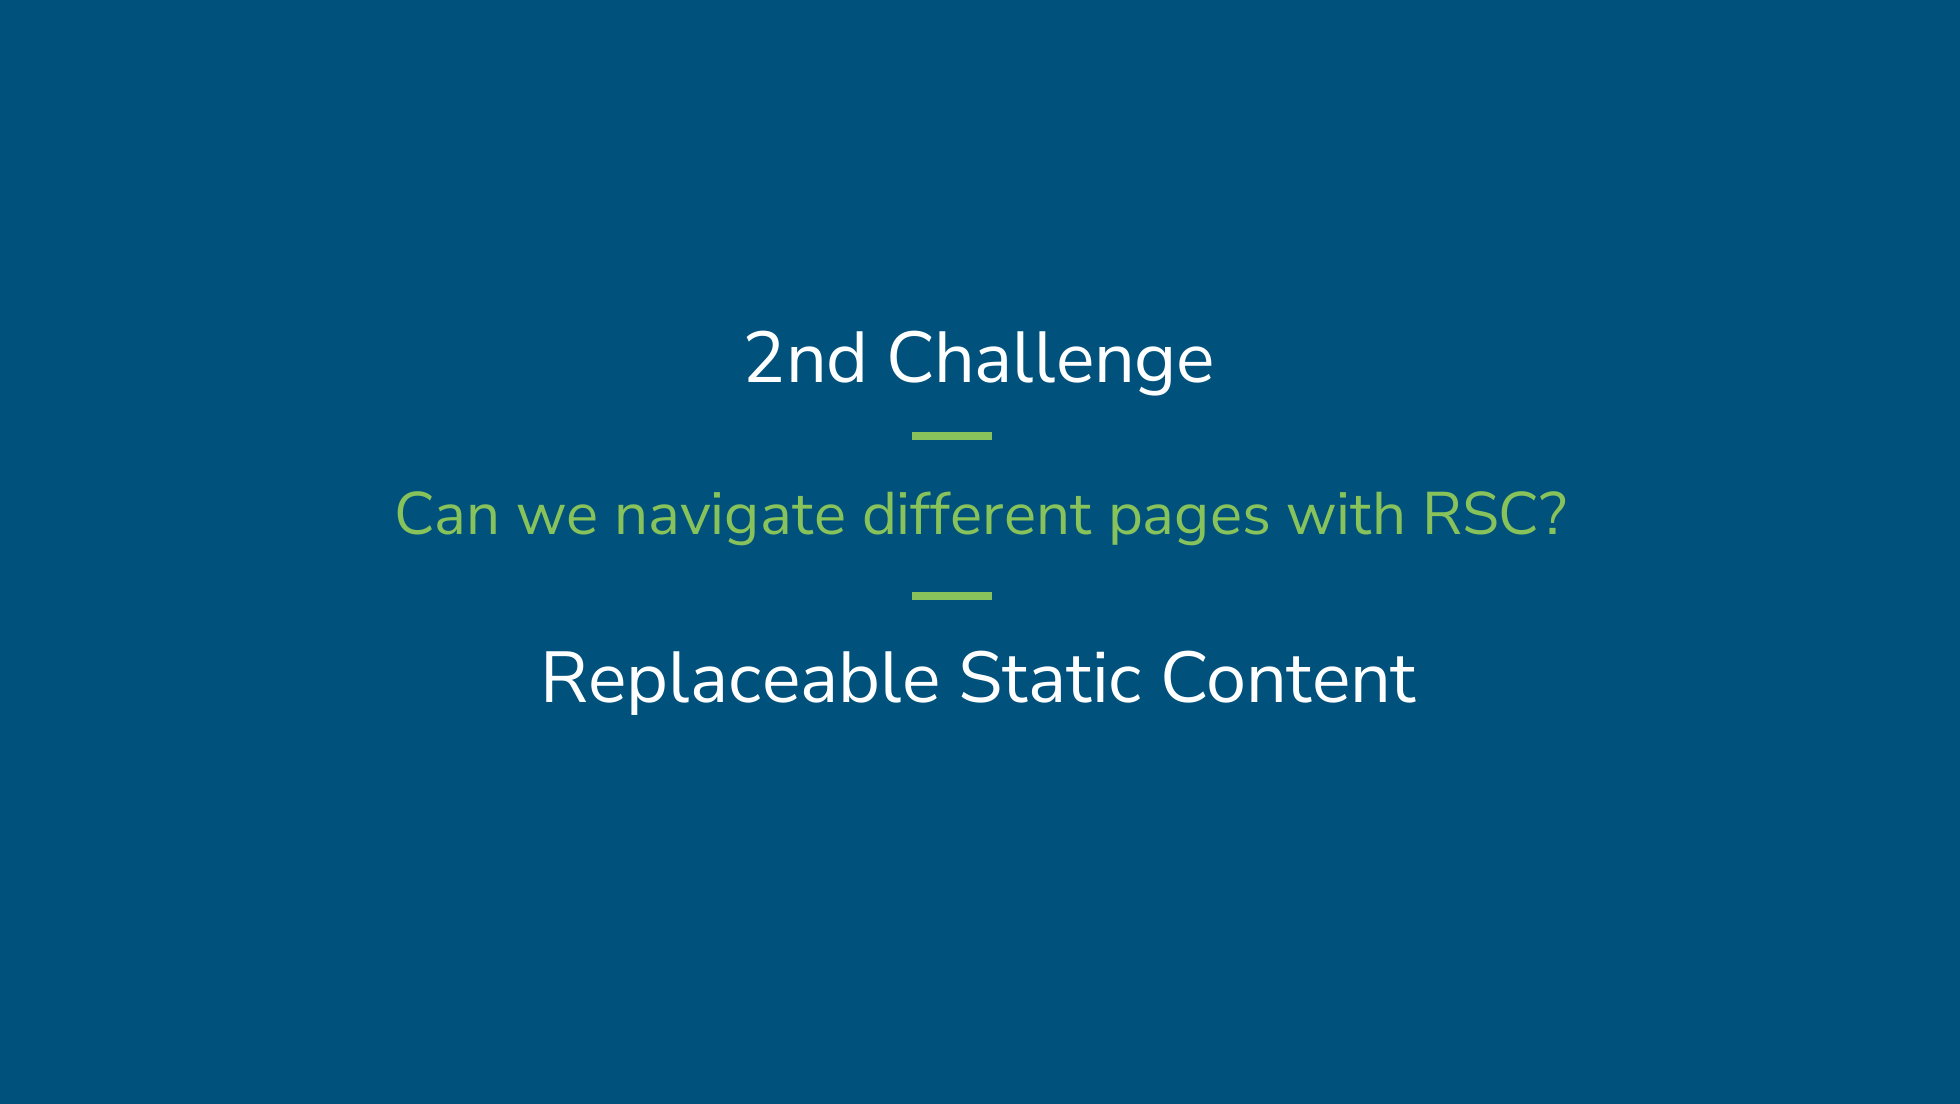 2nd Challenge
Can we navigate different pages with RSC?
Replaceable Static Content